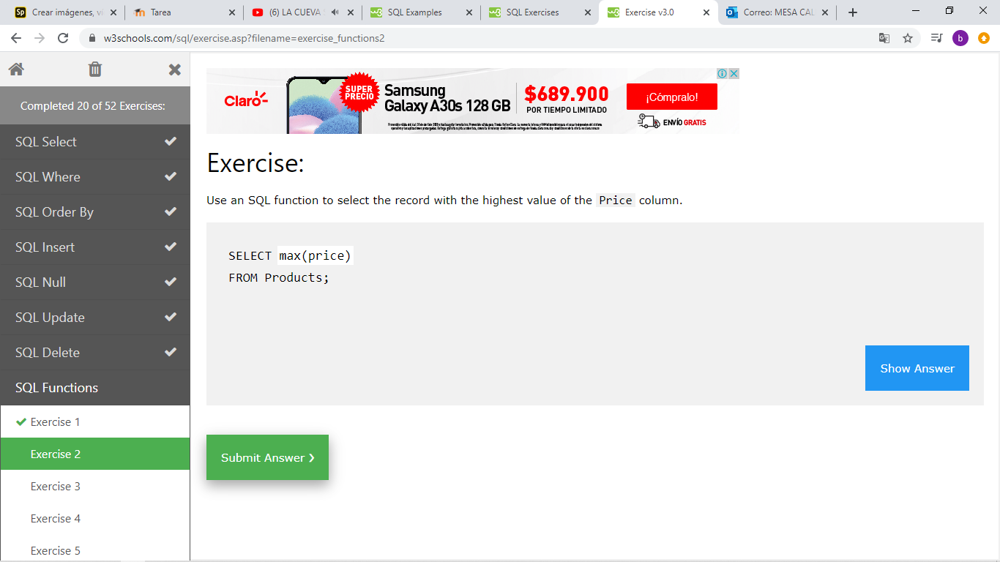 Crear imágenes, ví
Tarea
(6) LA CUEVA S
SQL Examples
SQL Exercises
Exercise v3.0
Correo: MESA CAL
w3schools.com/sql/exercise.asp?filename=exercise_functions2
b
Completed 20 of 52 Exercises:
SQL Select
SQL Where
SQL Order By
SQL Insert
SQL Null
SQL Update
SQL Delete
SQL Functions
Exercise 1
Exercise 2
Exercise 3
Exercise 4
Exercise 5
Claro
SUPER
PRECIO
Samsung
Galaxy A30s 128 GB
$689.900
POR TIEMPO LIMITADO
¡Cómpralo!
ENVÍO GRATIS
Exercise:
Use an SQL function to select the record with the highest value of the Price column.
SELECT max(price)
FROM Products;
Show Answer
Submit Answer ❯